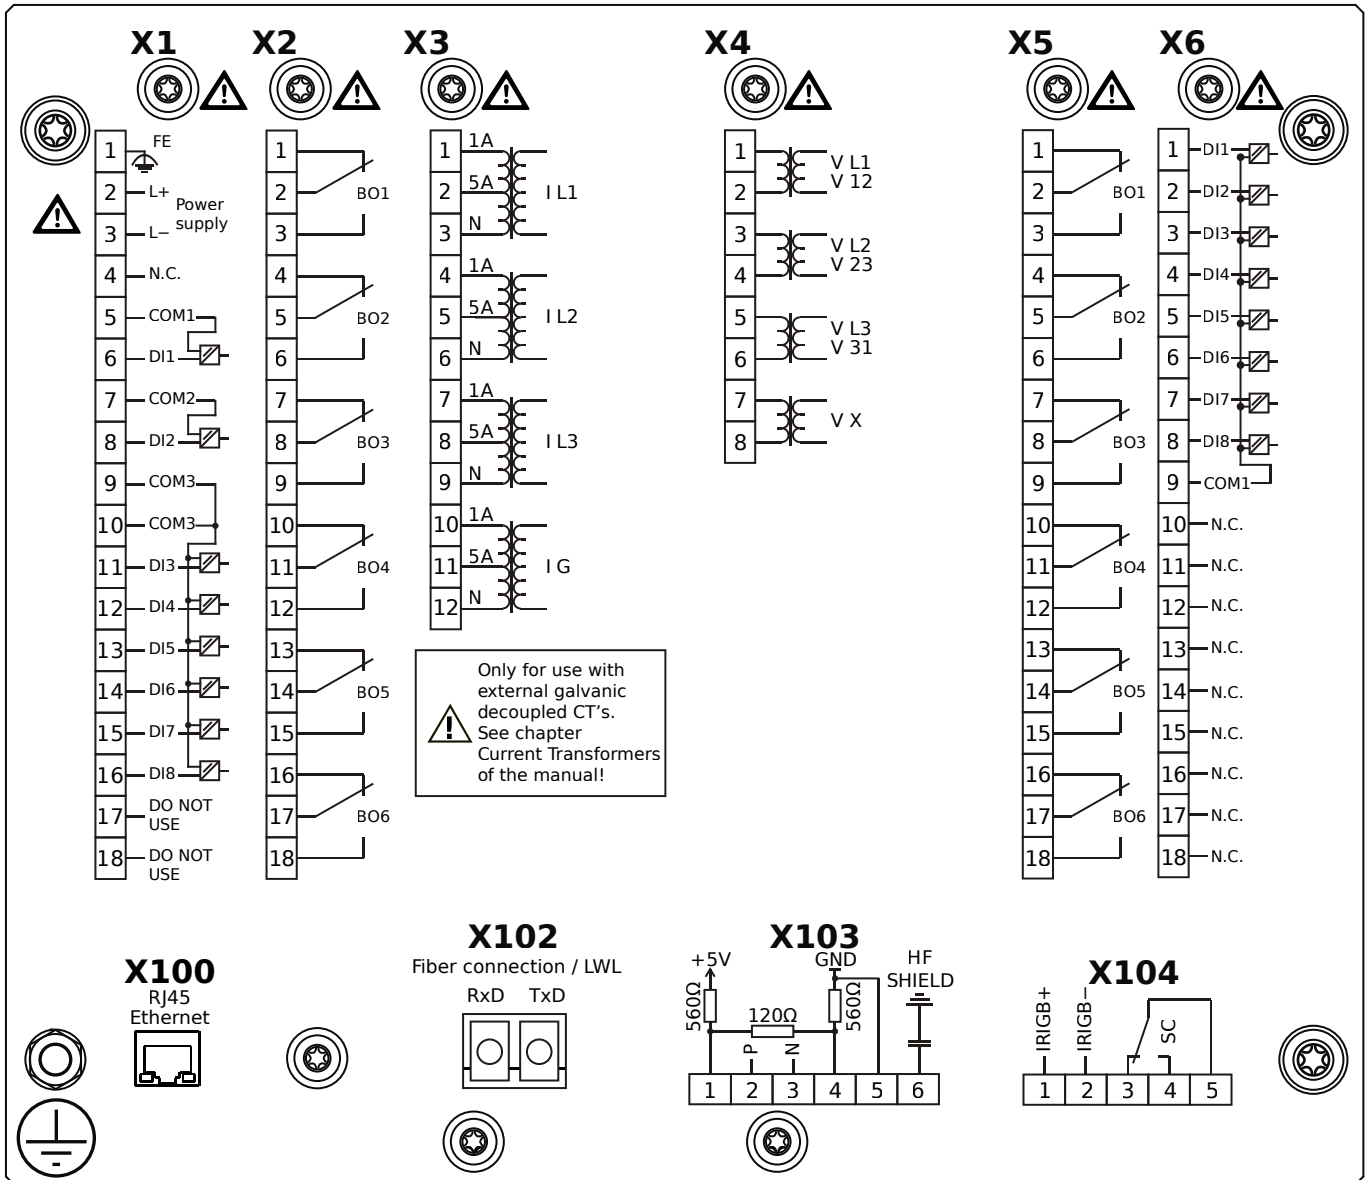 X1
1 FE
2 L+ Power
3 L− supply
4 N.C.
5 COM1
6 DI1
7 COM2
8 DI2
9 COM3
10 COM3
11 DI3
12 DI4
13 DI5
14 DI6
15 DI7
16 DI8
17 DO NOT
USE
18 DO NOT
USE
X2
1
2 BO1
3
4
5 BO2
6
7
8 BO3
9
10
11 BO4
12
13
14 BO5
15
16
17 BO6
18
X3
1 1A
2 5A I L1
3 N
4 1A
5 5A I L2
6 N
7 1A
8 5A I L3
9 N
10 1A
11 5A I G
12 N
Only for use with
external galvanic
decoupled CT's.
See chapter
Current Transformers
of the manual!
X4
1 V L1
2 V 12
3 V L2
4 V 23
5 V L3
6 V 31
7 V X
8
X5
1
2 BO1
3
4
5 BO2
6
7
8 BO3
9
10
11 BO4
12
13
14 BO5
15
16
17 BO6
18
X6
1 DI1
2 DI2
3 DI3
4 DI4
5 DI5
6 DI6
7 DI7
8 DI8
9 COM1
10 N.C.
11 N.C.
12 N.C.
13 N.C.
14 N.C.
15 N.C.
16 N.C.
17 N.C.
18 N.C.
X100
RJ45
Ethernet
X102
Fiber connection / LWL
RxD TxD
X103
+5V GND HF
SHIELD
560Ω 120Ω 560Ω
P N
1 2 3 4 5 6
X104
IRIGB+ IRIGB− SC
1 2 3 4 5